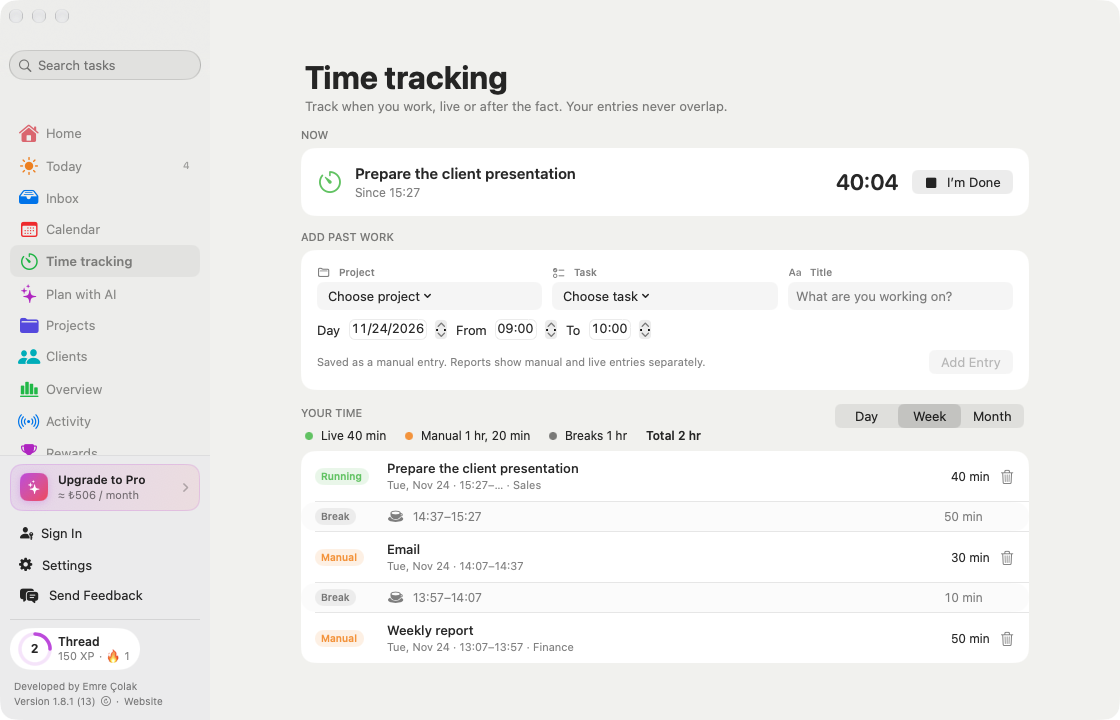 Search tasks
Home
Today 4
Inbox
Calendar
Time tracking
Plan with AI
Projects
Clients
Overview
Activity
Rewards
Upgrade to Pro
≈ ₺506 / month
Sign In
Settings
Send Feedback
2
Thread
150 XP · 🔥 1
Developed by Emre Çolak
Version 1.8.1 (13) © · Website
Time tracking
Track when you work, live or after the fact. Your entries never overlap.
NOW
Prepare the client presentation
Since 15:27
40:04
I'm Done
ADD PAST WORK
Project
Task
Aa Title
Choose project
Choose task
What are you working on?
Day 11/24/2026 From 09:00 To 10:00
Saved as a manual entry. Reports show manual and live entries separately.
Add Entry
YOUR TIME
Day Week Month
Live 40 min Manual 1 hr, 20 min Breaks 1 hr Total 2 hr
Running
Prepare the client presentation
Tue, Nov 24 · 15:27–… · Sales
40 min
Break 14:37–15:27 50 min
Manual
Email
Tue, Nov 24 · 14:07–14:37
30 min
Break 13:57–14:07 10 min
Manual
Weekly report
Tue, Nov 24 · 13:07–13:57 · Finance
50 min